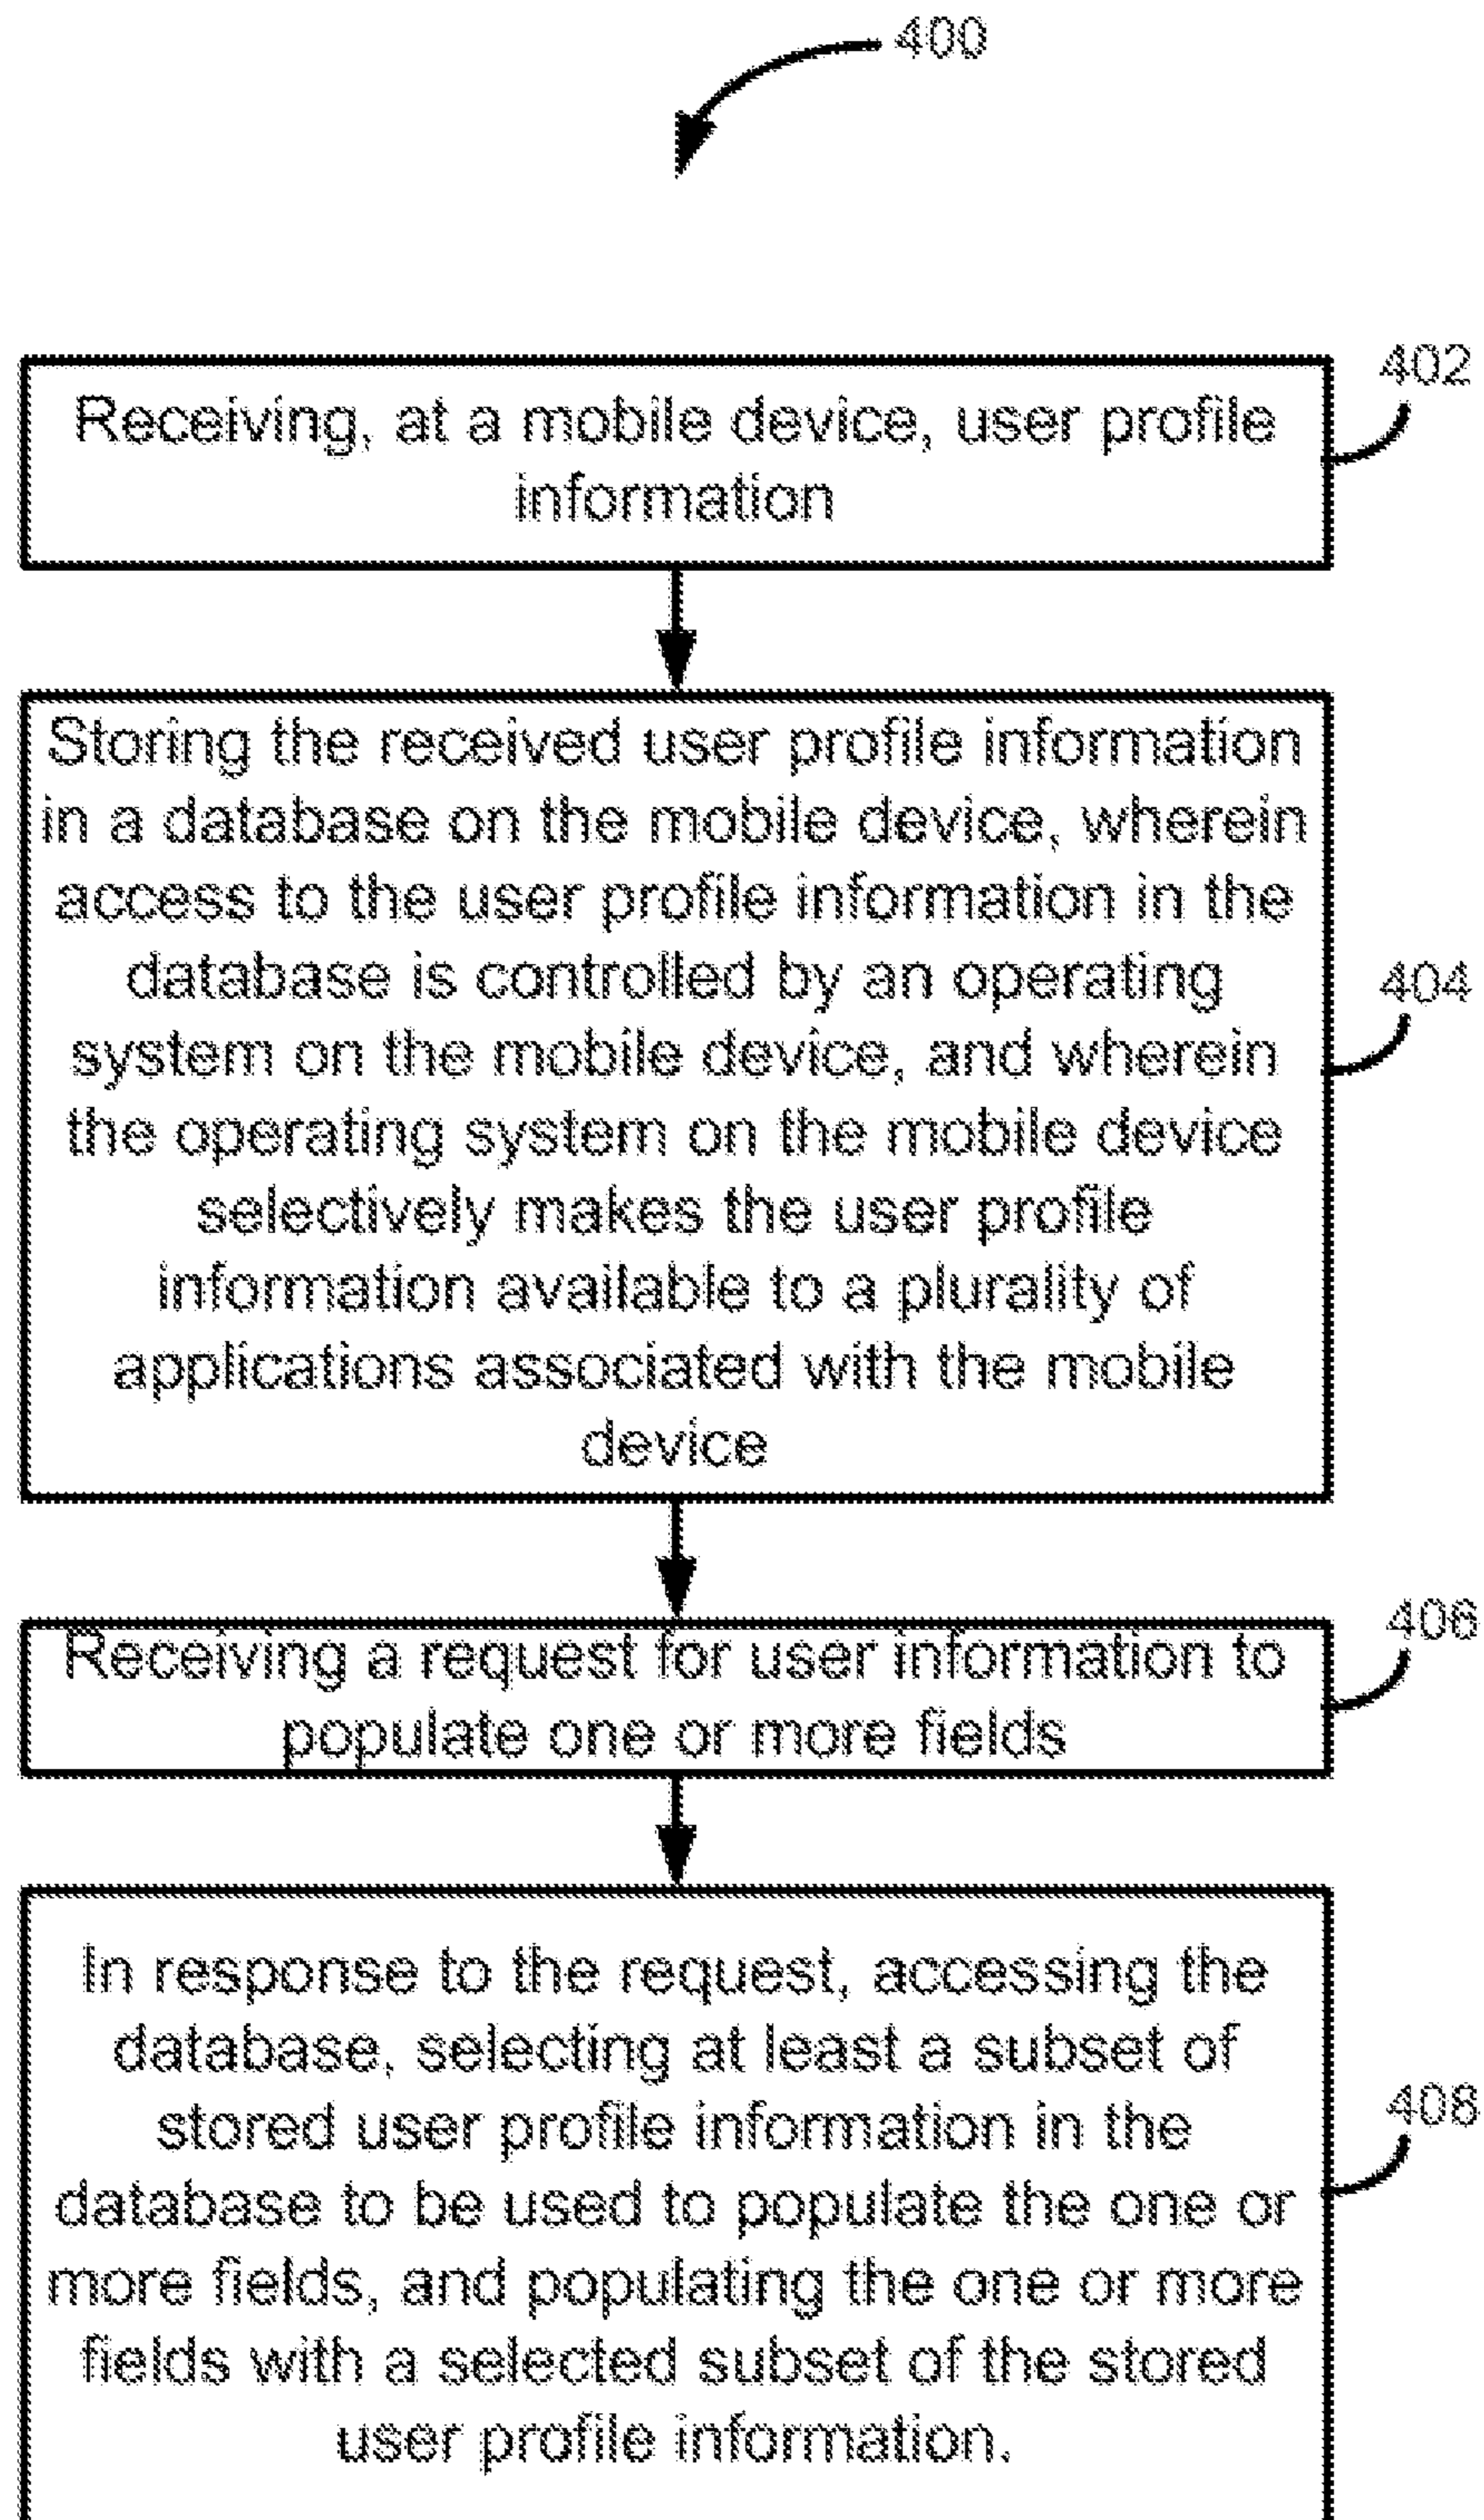 400
402
Receiving, at a mobile device, user profile
information
Storing the received user profile information
in a database on the mobile device, wherein
access to the user profile information in the
database is controlled by an operating
404
system on the mobile device, and wherein
the operating system on the mobile device
selectively makes the user profile
information available to a plurality of
applications associated with the mobile
device
406
Receiving a request for user information to
populate one or more fields
In response to the request, accessing the
database, selecting at least a subset of
408
stored user profile information in the
database to be used to populate the one or
more fields, and populating the one or more
fields with a selected subset of the stored
user profile information.